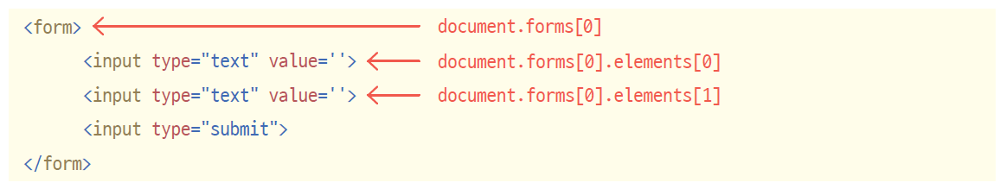 <form> document.forms[0]
<input type="text" value=''> document.forms[0].elements[0]
<input type="text" value=''> document.forms[0].elements[1]
<input type="submit">
</form>